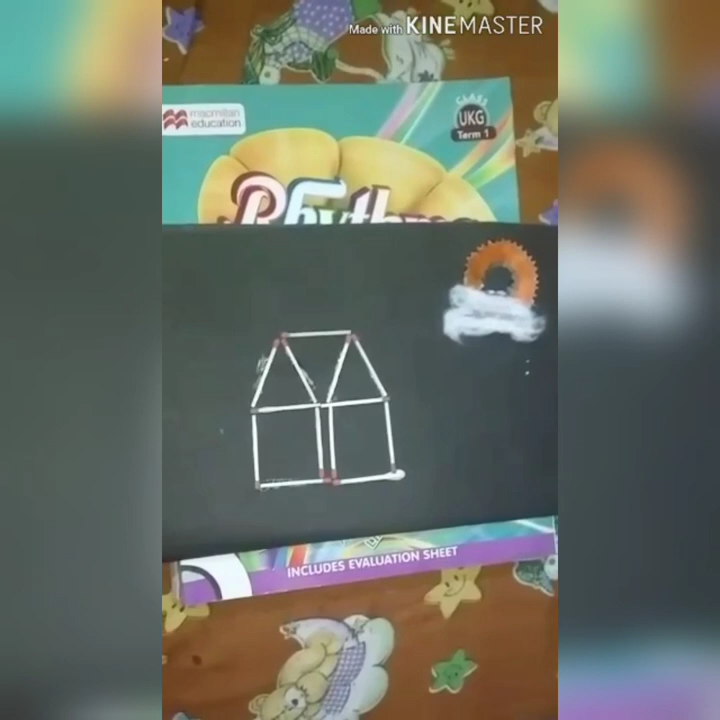 Made with KINEMASTER
macmillan
education
CLASS
UKG
Term 1
Rhythm
INCLUDES EVALUATION SHEET